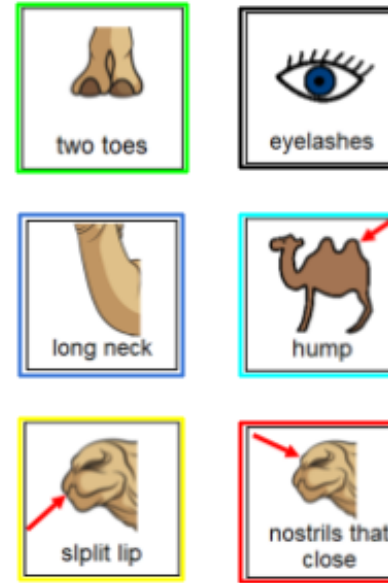 two toes
eyelashes
long neck
hump
slplit lip
nostrils that
close